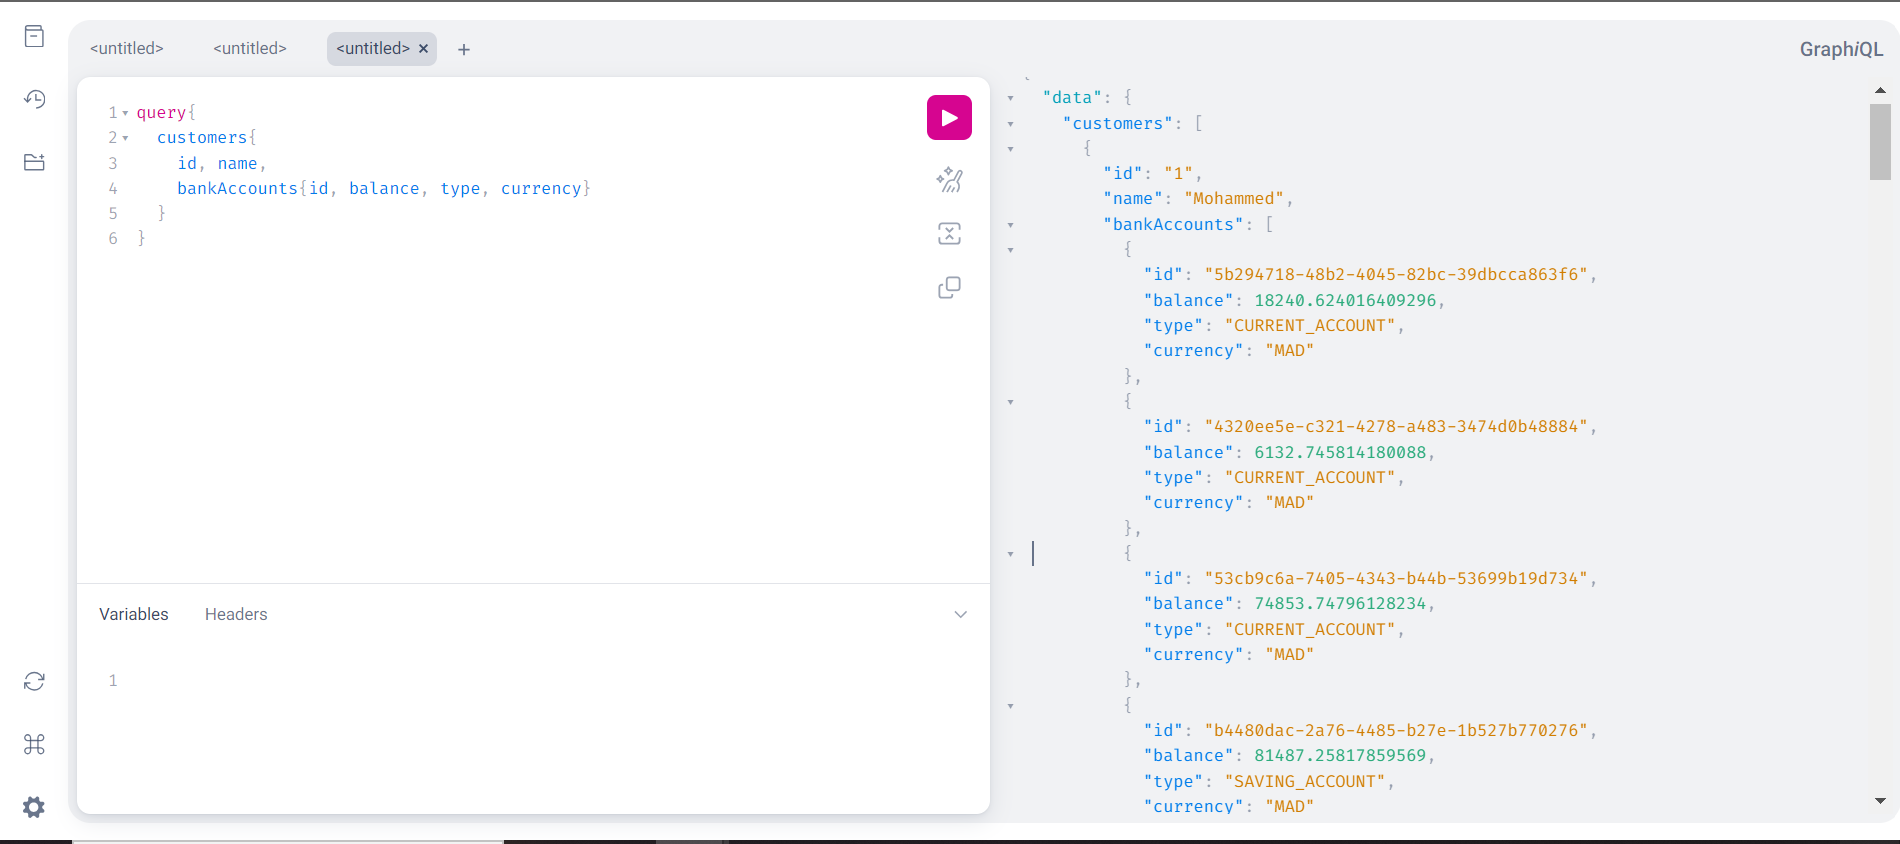 <untitled>
<untitled>
<untitled> ×
+
GraphiQL
1 query{
2   customers{
3     id, name,
4     bankAccounts{id, balance, type, currency}
5   }
6 }
Variables
Headers
1
"data": {
"customers": [
{
"id": "1",
"name": "Mohammed",
"bankAccounts": [
{
"id": "5b294718-48b2-4045-82bc-39dbcca863f6",
"balance": 18240.624016409296,
"type": "CURRENT_ACCOUNT",
"currency": "MAD"
},
{
"id": "4320ee5e-c321-4278-a483-3474d0b48884",
"balance": 6132.745814180088,
"type": "CURRENT_ACCOUNT",
"currency": "MAD"
},
{
"id": "53cb9c6a-7405-4343-b44b-53699b19d734",
"balance": 74853.74796128234,
"type": "CURRENT_ACCOUNT",
"currency": "MAD"
},
{
"id": "b4480dac-2a76-4485-b27e-1b527b770276",
"balance": 81487.25817859569,
"type": "SAVING_ACCOUNT",
"currency": "MAD"